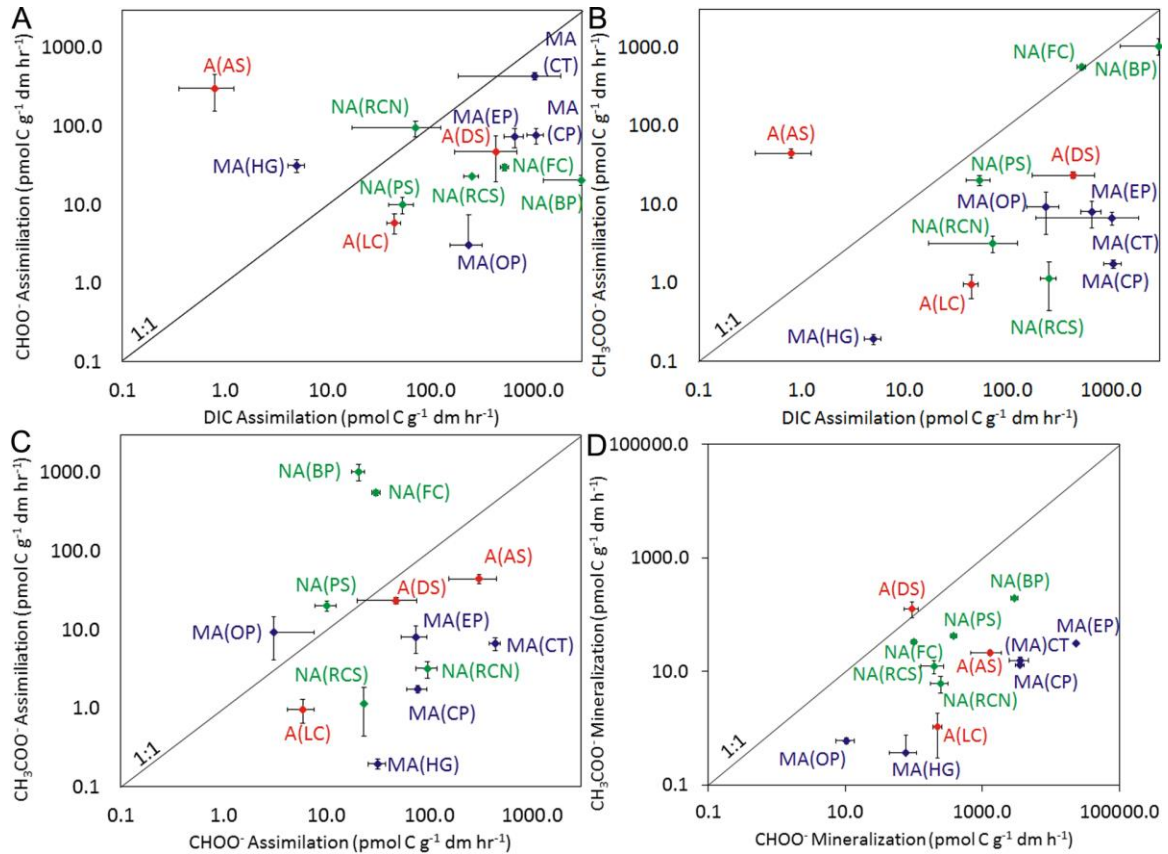 A
CHOO⁻ Assimiliation (pmol C g⁻¹ dm hr⁻¹)
1000.0
100.0
10.0
1.0
0.1
A(AS)
MA
(CT)
NA(RCN)
MA(EP)
MA
(CP)
A(DS)
MA(HG)
NA(FC)
NA(PS)
NA(RCS)
NA(BP)
A(LC)
MA(OP)
1:1
0.1
1.0
10.0
100.0
1000.0
DIC Assimilation (pmol C g⁻¹ dm hr⁻¹)
B
CH₃COO⁻ Assimiliation (pmol C g⁻¹ dm hr⁻¹)
1000.0
100.0
10.0
1.0
0.1
NA(FC)
NA(BP)
A(AS)
NA(PS)
A(DS)
MA(OP)
MA(EP)
NA(RCN)
MA(CT)
MA(CP)
A(LC)
NA(RCS)
MA(HG)
1:1
0.1
10.0
1000.0
DIC Assimilation (pmol C g⁻¹ dm hr⁻¹)
C
CH₃COO⁻ Assimiliation (pmol C g⁻¹ dm hr⁻¹)
1000.0
100.0
10.0
1.0
0.1
NA(BP)
NA(FC)
A(AS)
NA(PS)
A(DS)
MA(OP)
MA(EP)
MA(CT)
NA(RCS)
NA(RCN)
MA(CP)
A(LC)
MA(HG)
1:1
0.1
1.0
10.0
100.0
1000.0
CHOO⁻ Assimilation (pmol C g⁻¹ dm hr⁻¹)
D
CH₃COO⁻ Mineralization (pmol C g⁻¹ dm h⁻¹)
100000.0
1000.0
10.0
0.1
A(DS)
NA(BP)
NA(PS)
MA(EP)
NA(FC)
(MA)CT
NA(RCS)
A(AS)
MA(CP)
NA(RCN)
A(LC)
MA(OP)
MA(HG)
1:1
0.1
10.0
1000.0
100000.0
CHOO⁻ Mineralization (pmol C g⁻¹ dm hr⁻¹)